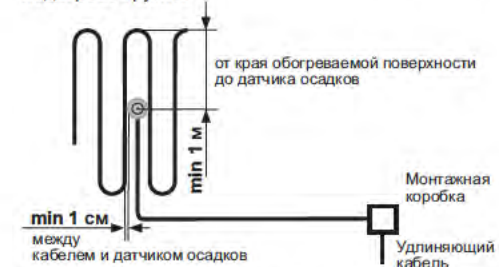 от края обогреваемой поверхности
до датчика осадков
min 1 м
Монтажная
коробка
min 1 см
между
кабелем и датчиком осадков
Удлиняющий
кабель